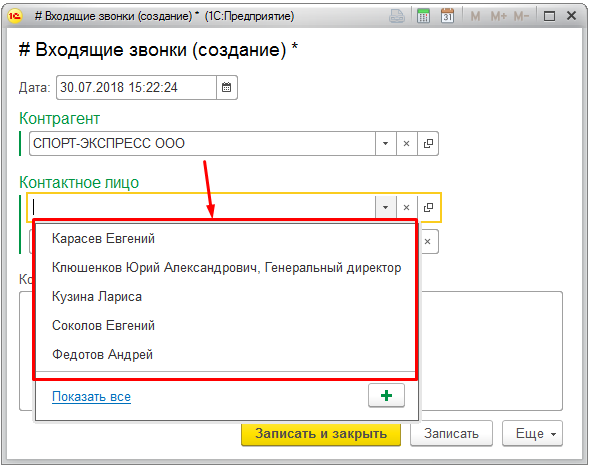 # Входящие звонки (создание) * (1С:Предприятие)
M M+ M-
# Входящие звонки (создание) *
Дата: 30.07.2018 15:22:24
Контрагент
СПОРТ-ЭКСПРЕСС ООО
Контактное лицо
Карасев Евгений
Клюшенков Юрий Александрович, Генеральный директор
Ко
Кузина Лариса
Соколов Евгений
Федотов Андрей
Показать все
Записать и закрыть Записать Еще